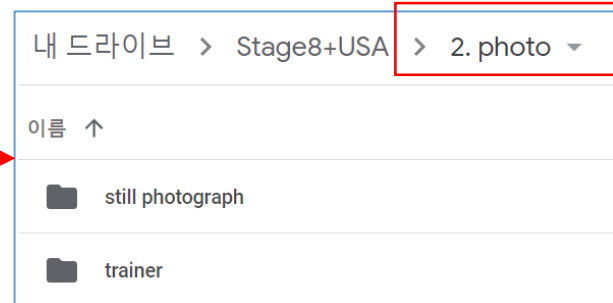 내 드라이브 > Stage8+USA > 2. photo
이름 ↑
still photograph
trainer